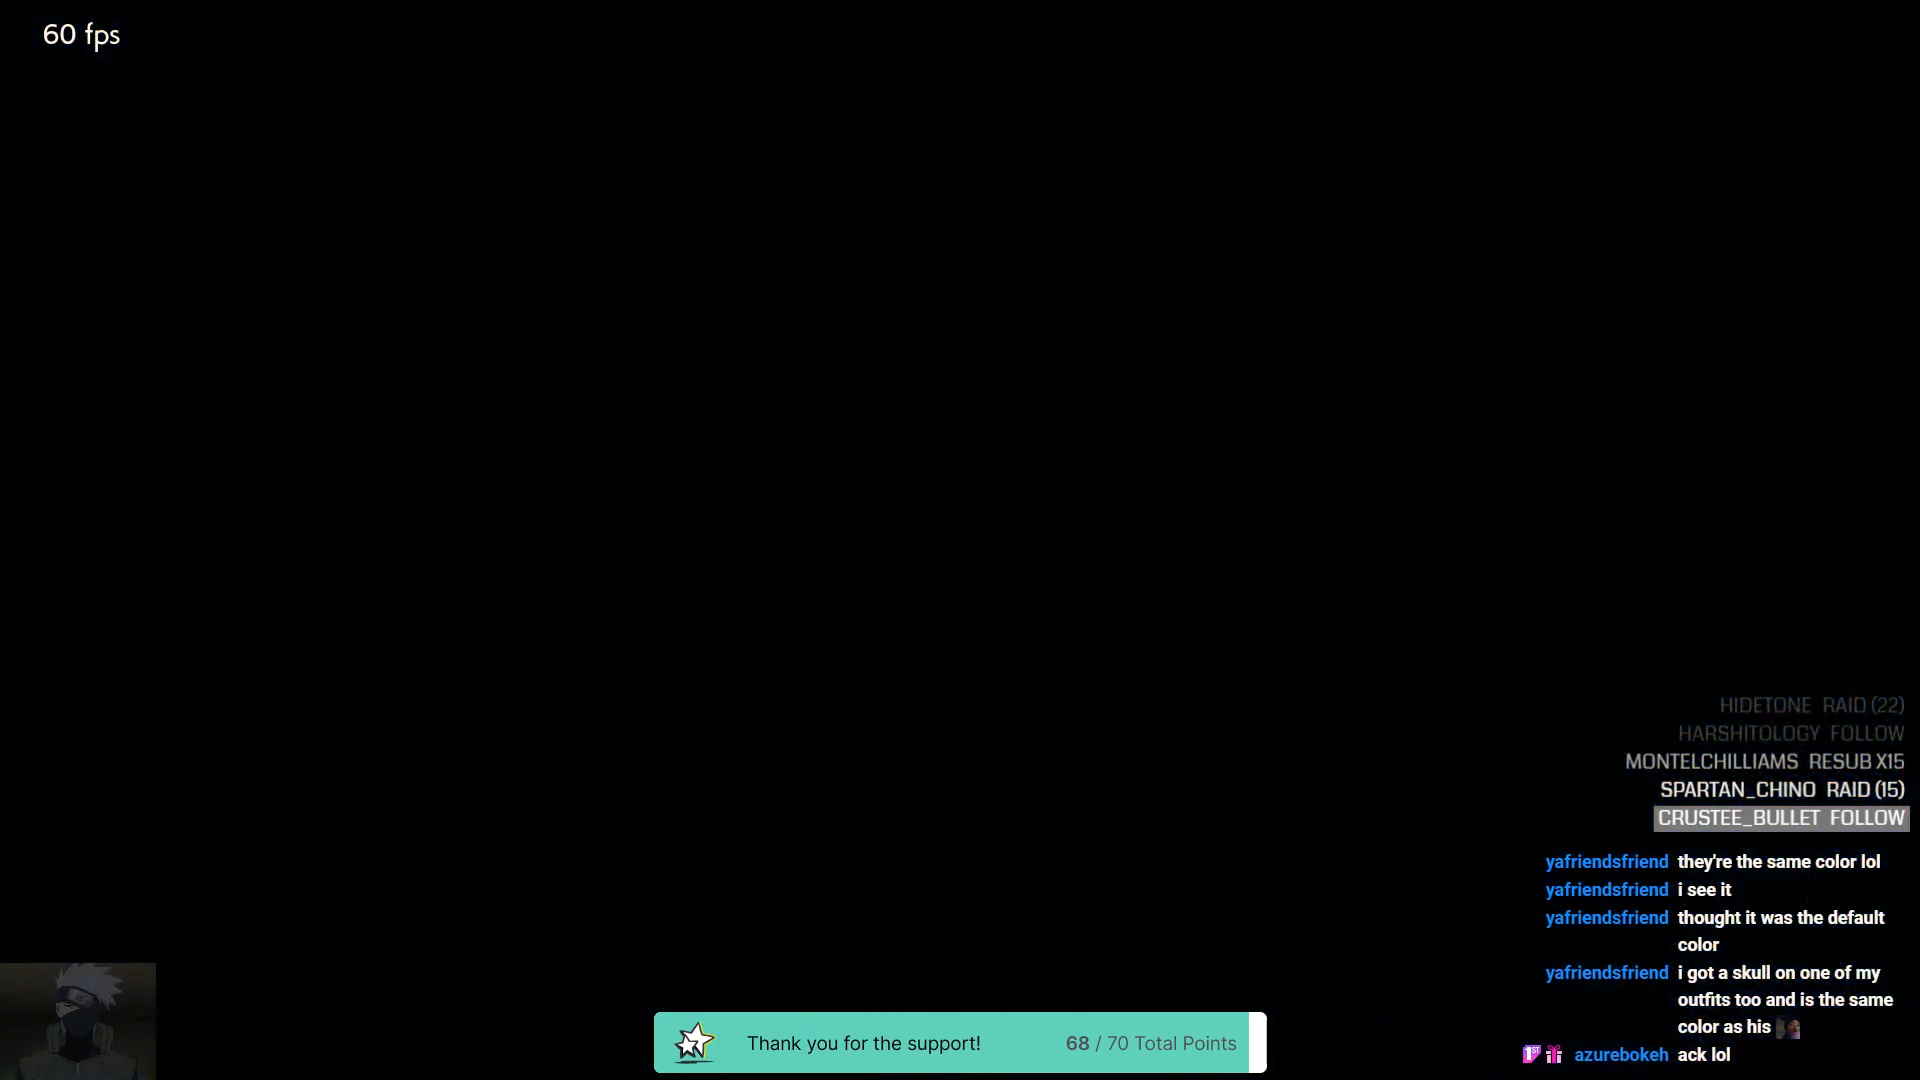 60 fps
HIDETONE RAID (22)
HARSHITOLOGY FOLLOW
MONTELCHILLIAMS RESUB X15
SPARTAN_CHINO RAID (15)
CRUSTEE_BULLET FOLLOW
yafriendsfriend they're the same color lol
yafriendsfriend i see it
yafriendsfriend thought it was the default
color
yafriendsfriend i got a skull on one of my
outfits too and is the same
color as his
1ST azurebokeh ack lol
Thank you for the support! 68 / 70 Total Points